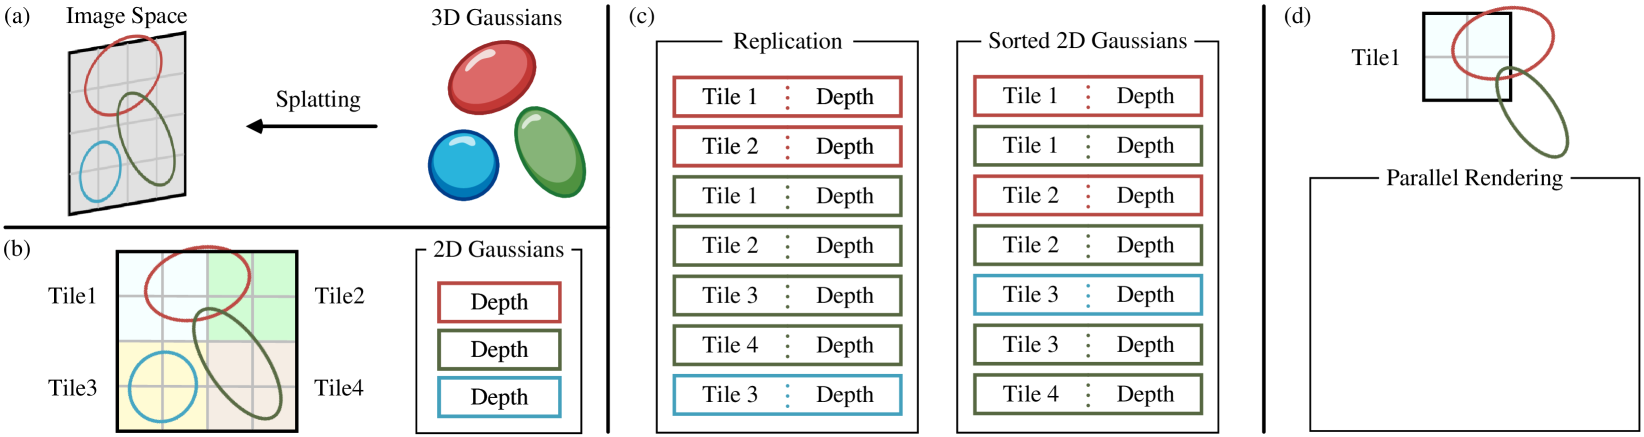 (a)
Image Space
3D Gaussians
Splatting
(b)
Tile1
Tile2
Tile3
Tile4
2D Gaussians
Depth
Depth
Depth
(c)
Replication
Tile 1 Depth
Tile 2 Depth
Tile 1 Depth
Tile 2 Depth
Tile 3 Depth
Tile 4 Depth
Tile 3 Depth
Sorted 2D Gaussians
Tile 1 Depth
Tile 1 Depth
Tile 2 Depth
Tile 2 Depth
Tile 3 Depth
Tile 3 Depth
Tile 4 Depth
(d)
Tile1
Parallel Rendering